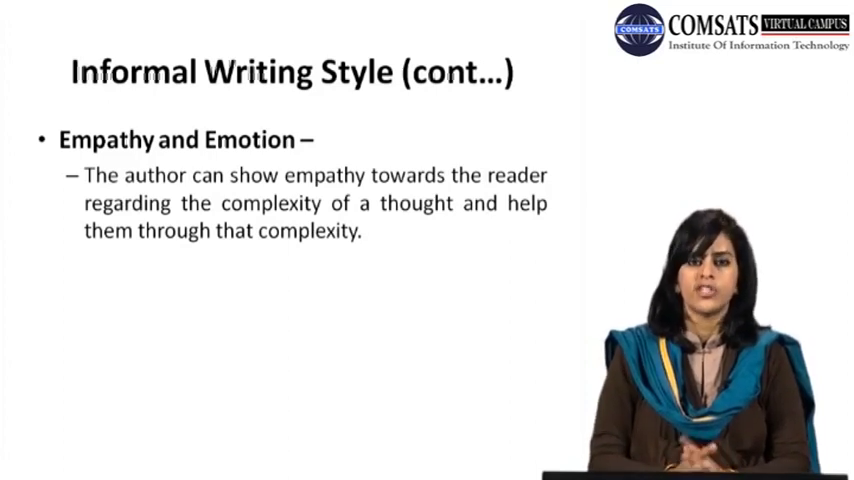 COMSATS VIRTUAL CAMPUS
COMSATS
Institute Of Information Technology
Informal Writing Style (cont…)
• Empathy and Emotion –
– The author can show empathy towards the reader
regarding the complexity of a thought and help
them through that complexity.